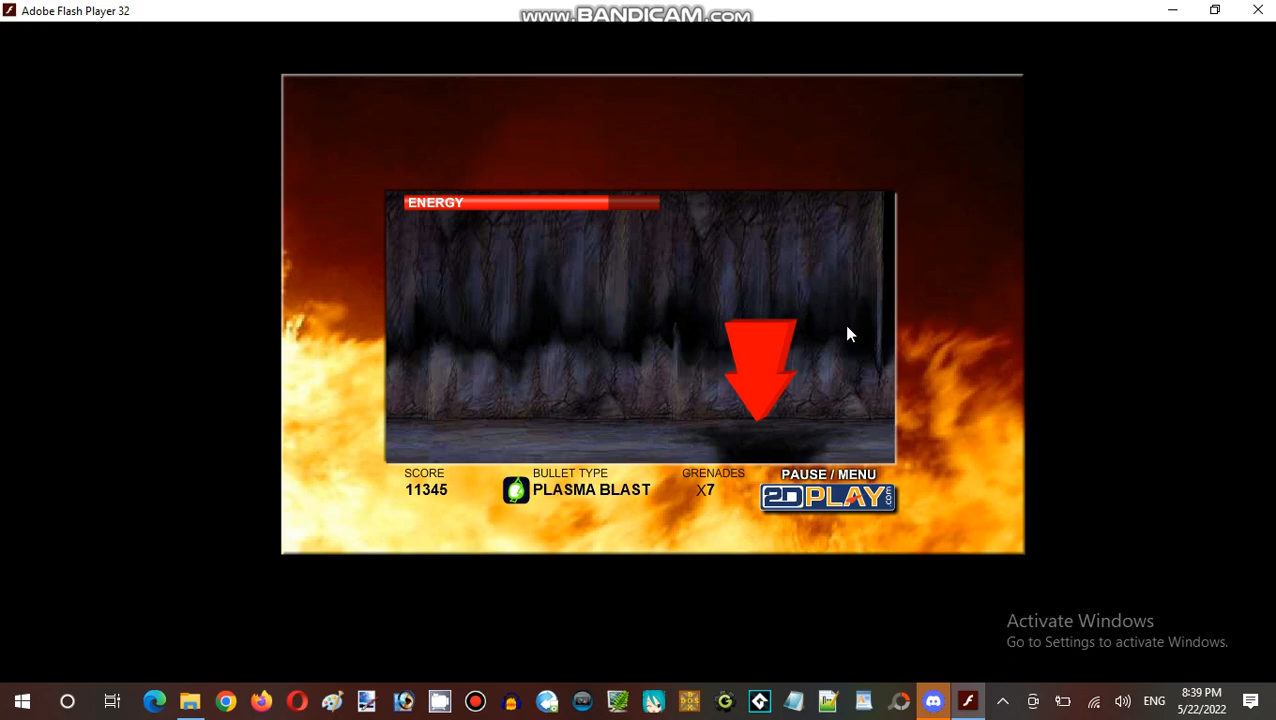 Adobe Flash Player 32
www.BANDICAM.com
ENERGY
SCORE
11345
BULLET TYPE
PLASMA BLAST
GRENADES
X7
PAUSE / MENU
2DPLAY.com
Activate Windows
Go to Settings to activate Windows.
ENG
8:39 PM
5/22/2022